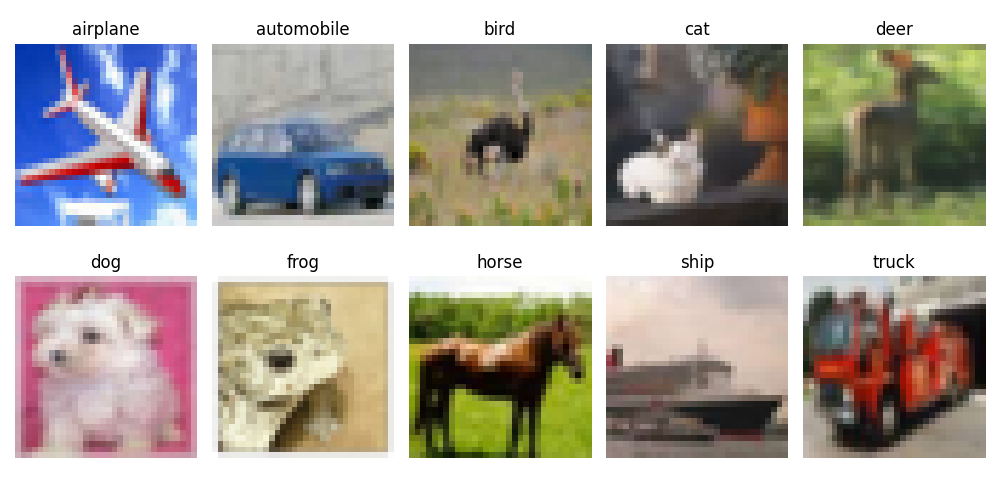 airplane automobile bird cat deer
dog frog horse ship truck